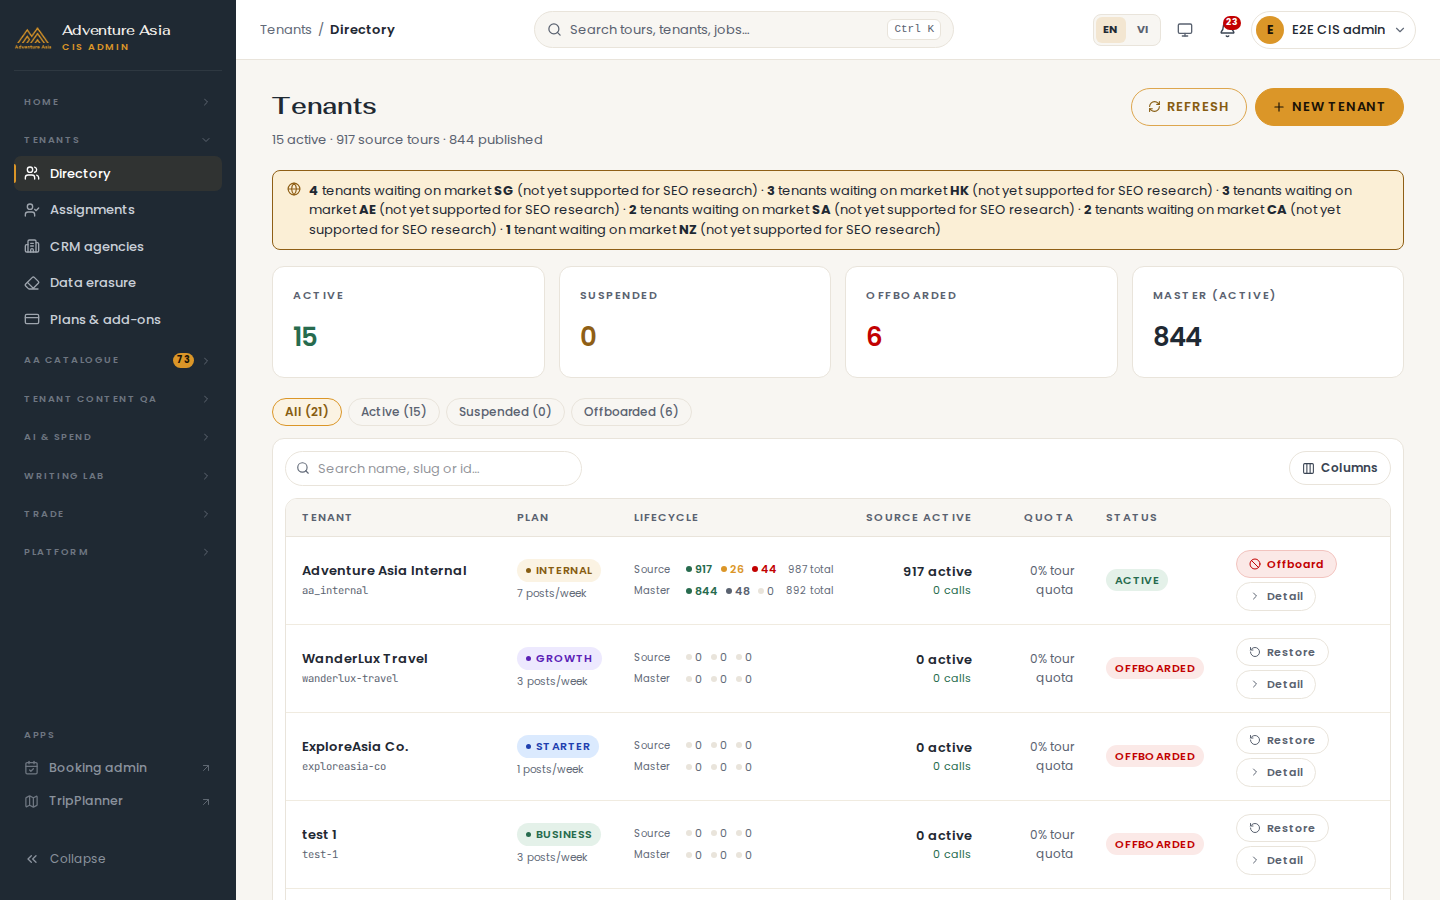 Adventure Asia
Adventure Asia
CIS ADMIN
Tenants / Directory
Search tours, tenants, jobs...
Ctrl K
EN
VI
23
E
E2E CIS admin
HOME
TENANTS
Directory
Assignments
CRM agencies
Data erasure
Plans & add-ons
AA CATALOGUE
73
TENANT CONTENT QA
AI & SPEND
WRITING LAB
TRADE
PLATFORM
APPS
Booking admin
TripPlanner
Collapse
Tenants
15 active · 917 source tours · 844 published
REFRESH
NEW TENANT
4 tenants waiting on market SG (not yet supported for SEO research) · 3 tenants waiting on market HK (not yet supported for SEO research) · 3 tenants waiting on
market AE (not yet supported for SEO research) · 2 tenants waiting on market SA (not yet supported for SEO research) · 2 tenants waiting on market CA (not yet
supported for SEO research) · 1 tenant waiting on market NZ (not yet supported for SEO research)
ACTIVE
15
SUSPENDED
0
OFFBOARDED
6
MASTER (ACTIVE)
844
All (21)
Active (15)
Suspended (0)
Offboarded (6)
Search name, slug or id...
Columns
TENANT PLAN LIFECYCLE SOURCE ACTIVE QUOTA STATUS
Adventure Asia Internal
aa_internal
INTERNAL
7 posts/week
Source 917 26 44 987 total
Master 844 48 0 892 total
917 active
0 calls
0% tour
quota
ACTIVE
Offboard
Detail
WanderLux Travel
wanderlux-travel
GROWTH
3 posts/week
Source 0 0 0
Master 0 0 0
0 active
0 calls
0% tour
quota
OFFBOARDED
Restore
Detail
ExploreAsia Co.
exploreasia-co
STARTER
1 posts/week
Source 0 0 0
Master 0 0 0
0 active
0 calls
0% tour
quota
OFFBOARDED
Restore
Detail
test 1
test-1
BUSINESS
3 posts/week
Source 0 0 0
Master 0 0 0
0 active
0 calls
0% tour
quota
OFFBOARDED
Restore
Detail